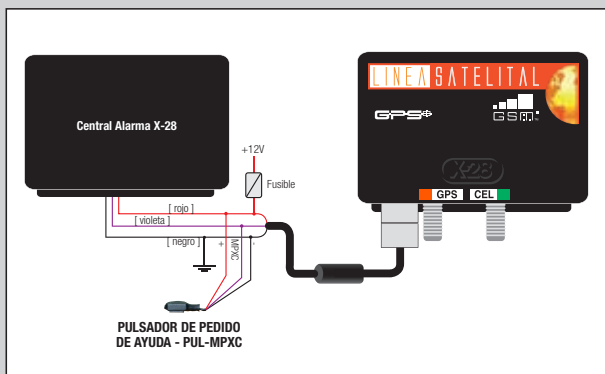 Central Alarma X-28
LINEA SATELITAL
GPS
GSM
X-28
GPS CEL
+12V
Fusible
[ rojo ]
[ violeta ]
[ negro ]
+
MPXC
-
PULSADOR DE PEDIDO
DE AYUDA - PUL-MPXC